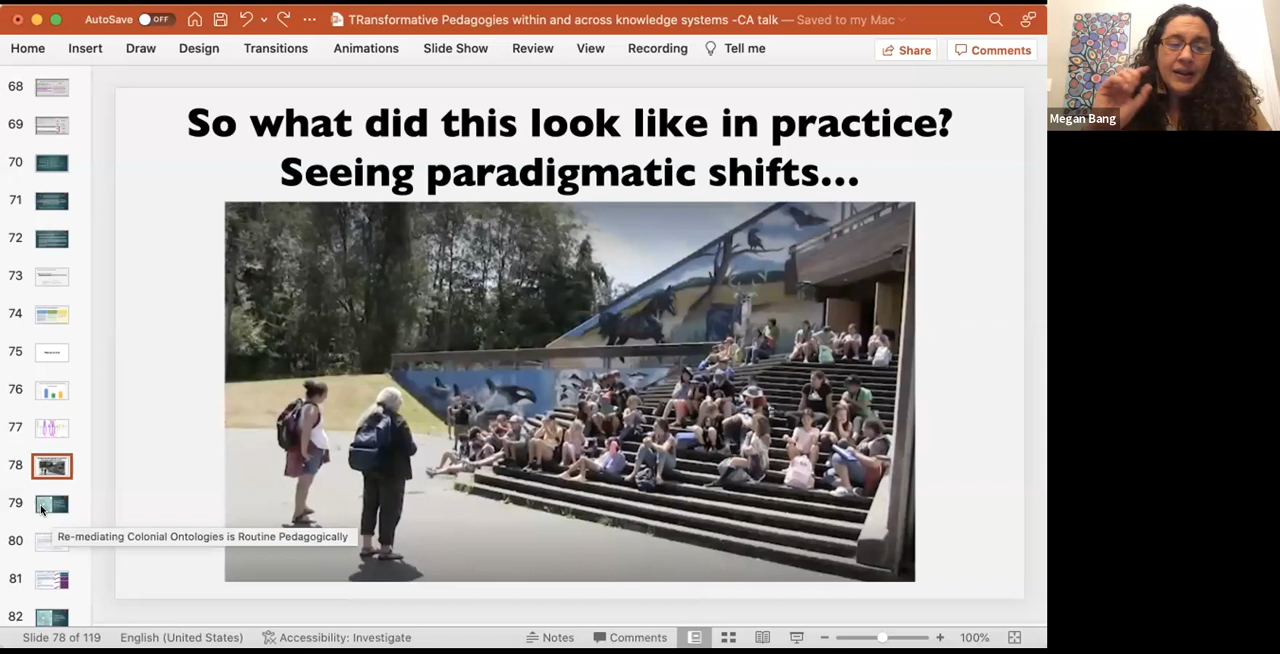 AutoSave OFF
TRansformative Pedagogies within and across knowledge systems -CA talk — Saved to my Mac
Home Insert Draw Design Transitions Animations Slide Show Review View Recording Tell me
Share Comments
Megan Bang
68
69
70
71
72
73
74
75
76
77
78
79
80
81
82
So what did this look like in practice?
Seeing paradigmatic shifts...
Re-mediating Colonial Ontologies is Routine Pedagogically
Slide 78 of 119 English (United States) Accessibility: Investigate Notes Comments 100%